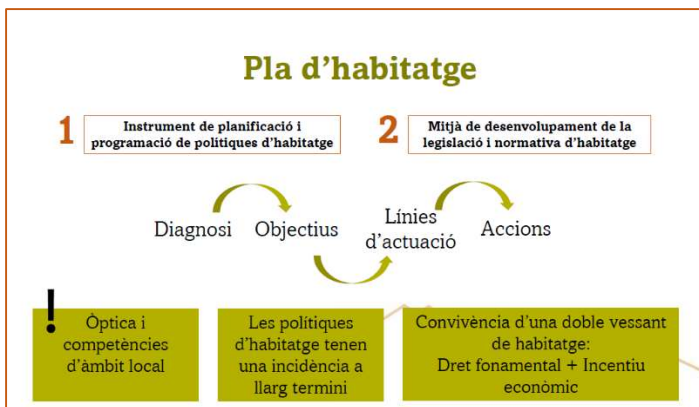 Pla d'habitatge
1
Instrument de planificació i
programació de polítiques d'habitatge
2
Mitjà de desenvolupament de la
legislació i normativa d'habitatge
Diagnosi
Objectius
Línies
d'actuació
Accions
!
Òptica i
competències
d'àmbit local
Les polítiques
d'habitatge tenen
una incidència a
llarg termini
Convivència d'una doble vessant
de habitatge:
Dret fonamental + Incentiu
econòmic